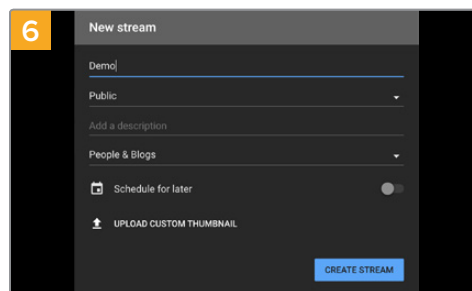 6
New stream
Demo
Public
Add a description
People & Blogs
Schedule for later
UPLOAD CUSTOM THUMBNAIL
CREATE STREAM